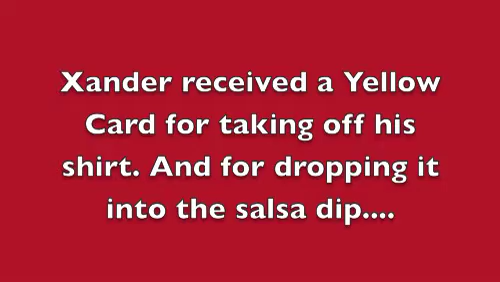 Xander received a Yellow
Card for taking off his
shirt. And for dropping it
into the salsa dip....